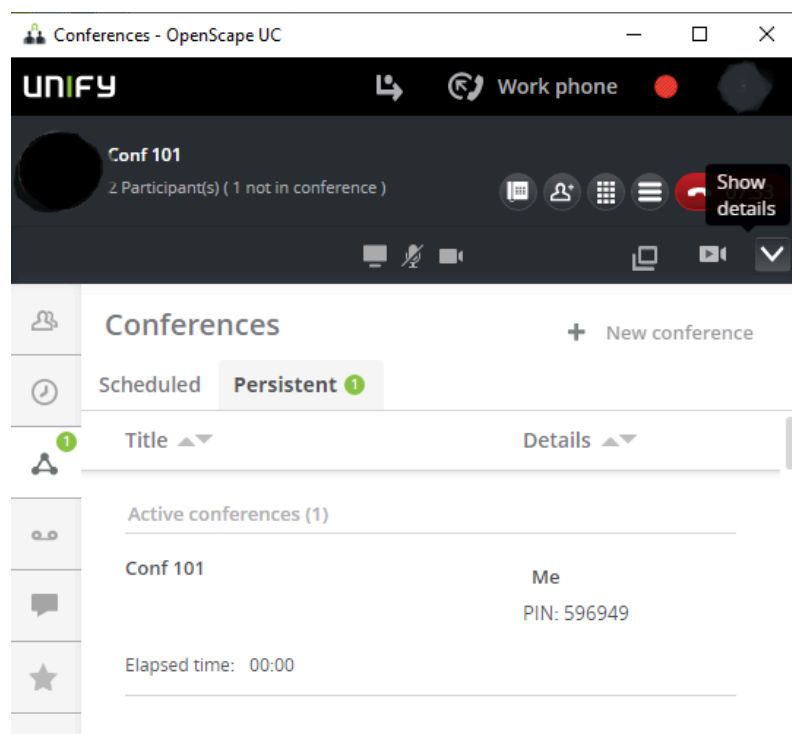 Conferences - OpenScape UC
UNIFY
Work phone
Conf 101
2 Participant(s) ( 1 not in conference )
Show
details
Conferences
+ New conference
Scheduled
Persistent 1
Title
Details
1
Active conferences (1)
Conf 101
Me
PIN: 596949
Elapsed time: 00:00